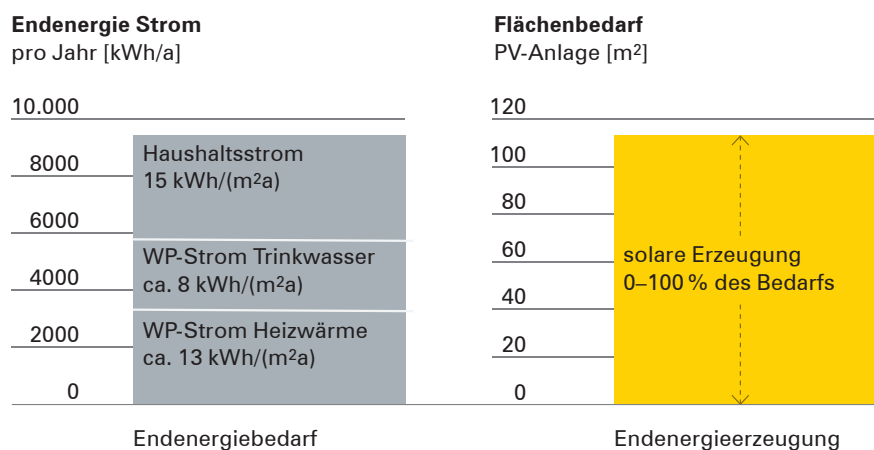 Endenergie Strom
pro Jahr [kWh/a]
10.000
8000
6000
4000
2000
0
Haushaltsstrom
15 kWh/(m²a)
WP-Strom Trinkwasser
ca. 8 kWh/(m²a)
WP-Strom Heizwärme
ca. 13 kWh/(m²a)
Endenergiebedarf
Flächenbedarf
PV-Anlage [m²]
120
100
80
60
40
20
0
solare Erzeugung
0–100 % des Bedarfs
Endenergieerzeugung